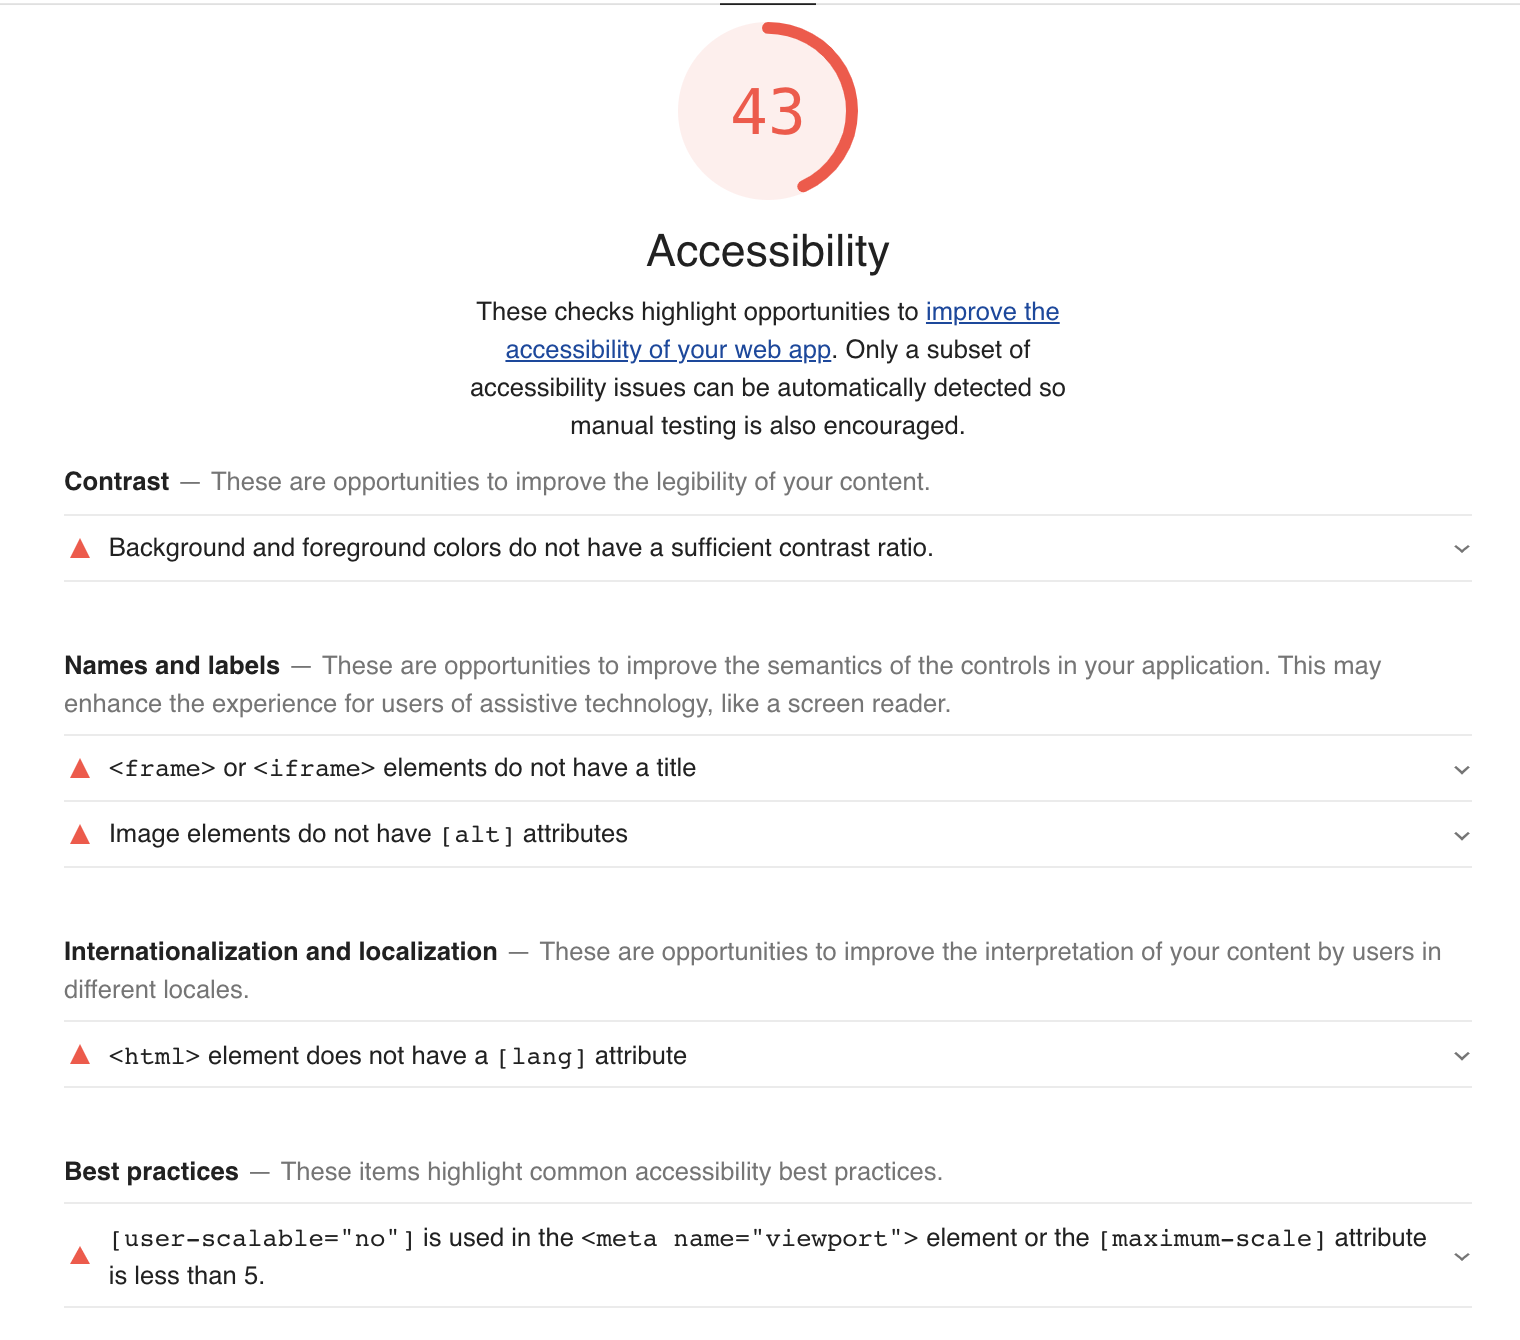 43
Accessibility
These checks highlight opportunities to improve the
accessibility of your web app. Only a subset of
accessibility issues can be automatically detected so
manual testing is also encouraged.
Contrast — These are opportunities to improve the legibility of your content.
Background and foreground colors do not have a sufficient contrast ratio.
Names and labels — These are opportunities to improve the semantics of the controls in your application. This may
enhance the experience for users of assistive technology, like a screen reader.
<frame> or <iframe> elements do not have a title
Image elements do not have [alt] attributes
Internationalization and localization — These are opportunities to improve the interpretation of your content by users in
different locales.
<html> element does not have a [lang] attribute
Best practices — These items highlight common accessibility best practices.
[user-scalable="no"] is used in the <meta name="viewport"> element or the [maximum-scale] attribute
is less than 5.